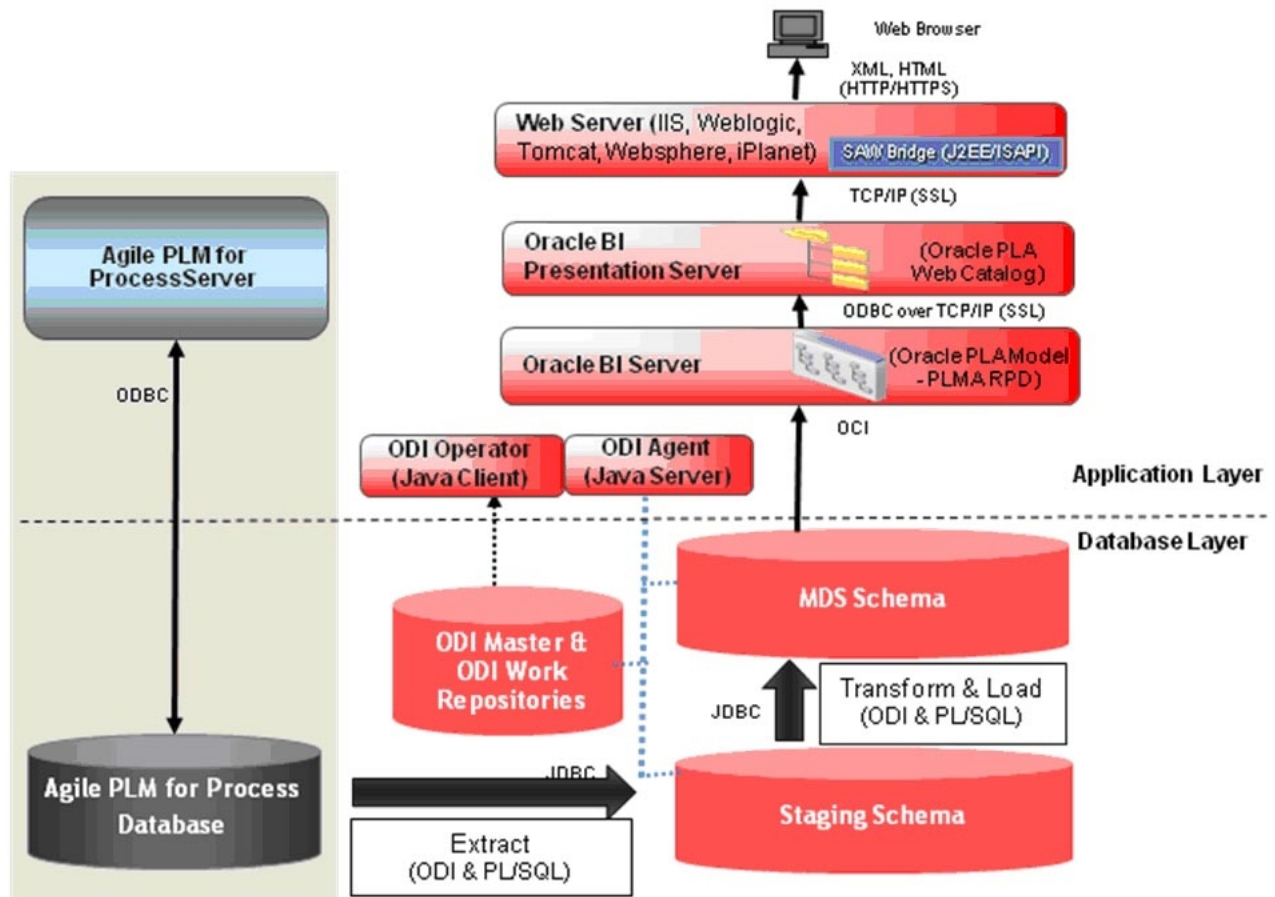 Web Browser
XML, HTML
(HTTP/HTTPS)
Web Server (IIS, Weblogic,
Tomcat, Websphere, iPlanet)
SAW Bridge (J2EE/ISAPI)
TCP/IP (SSL)
Agile PLM for
ProcessServer
Oracle BI
Presentation Server
(Oracle PLA
Web Catalog)
ODBC over TCP/IP (SSL)
Oracle BI Server
(Oracle PLAModel
-PLMA RPD)
ODBC
OCI
ODI Operator
(Java Client)
ODI Agent
(Java Server)
Application Layer
Database Layer
MDS Schema
ODI Master &
ODI Work
Repositories
JDBC
Transform & Load
(ODI & PL/SQL)
Agile PLM for Process
Database
JDBC
Extract
(ODI & PL/SQL)
Staging Schema